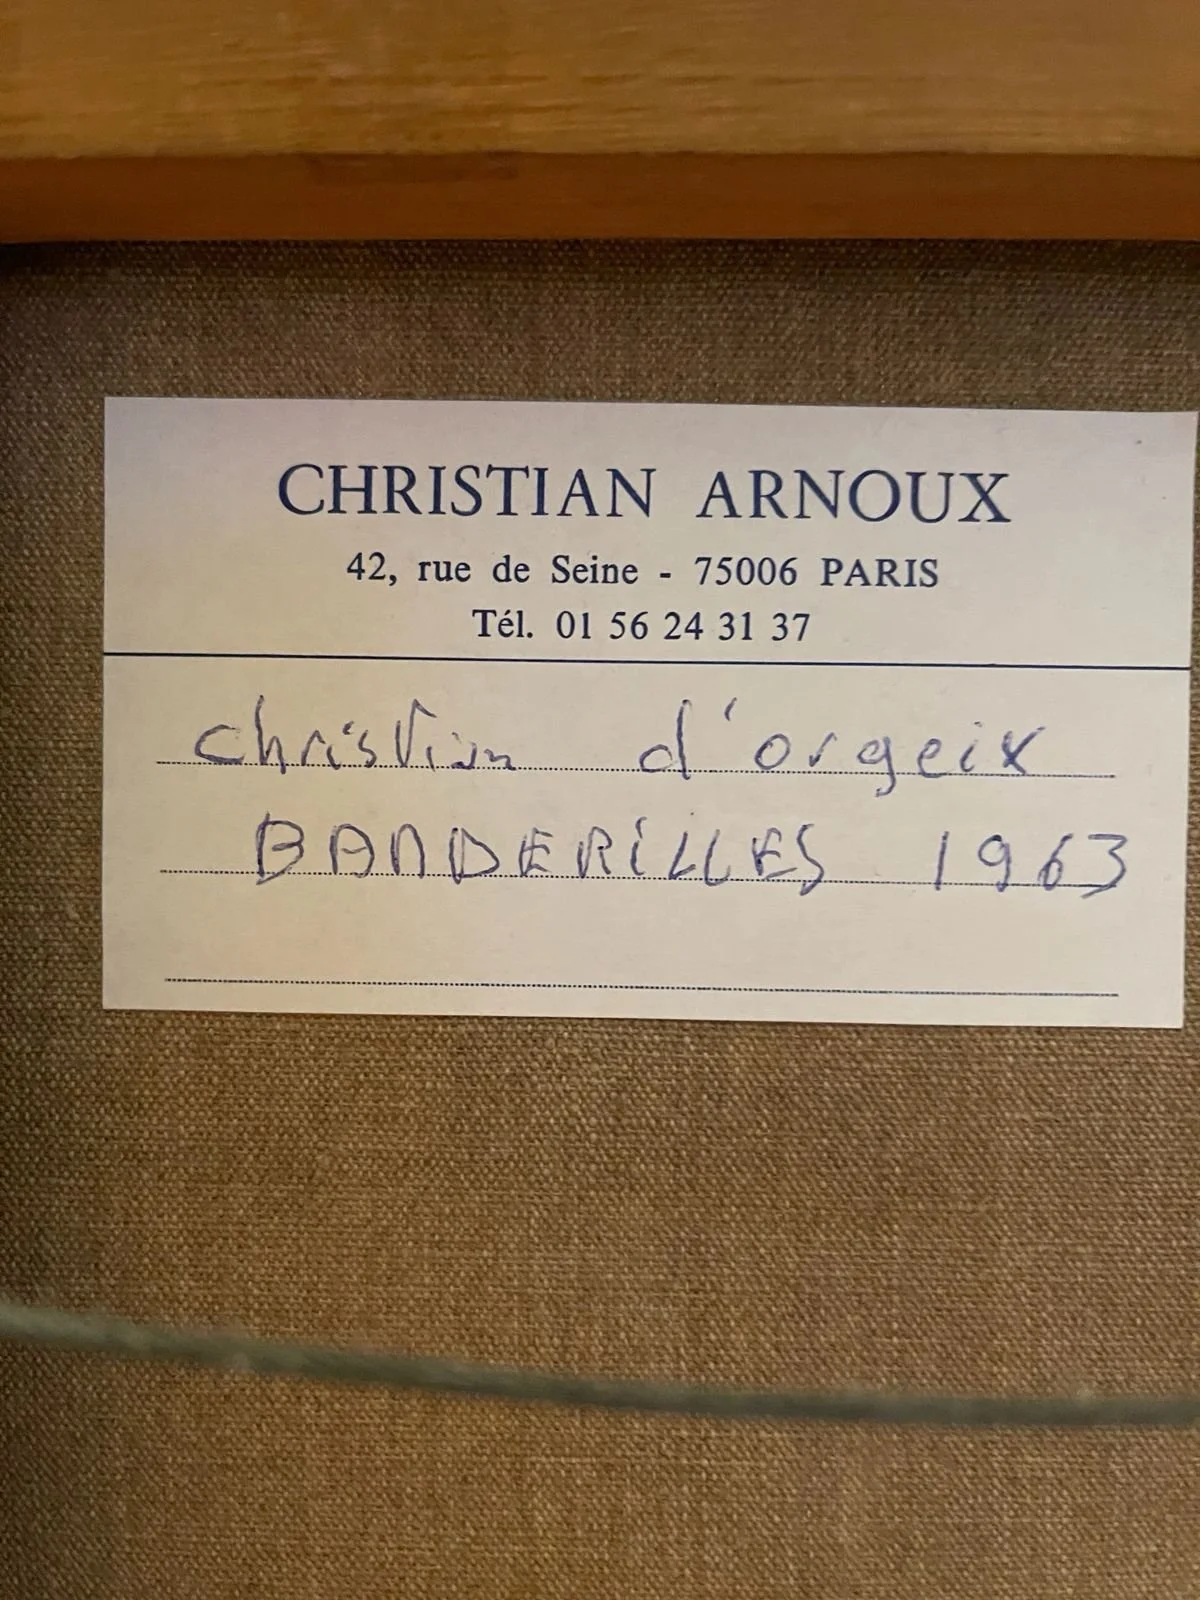 CHRISTIAN ARNOUX
42, rue de Seine - 75006 PARIS
Tél. 01 56 24 31 37
christian d'orgeix
BANDERILLES 1963